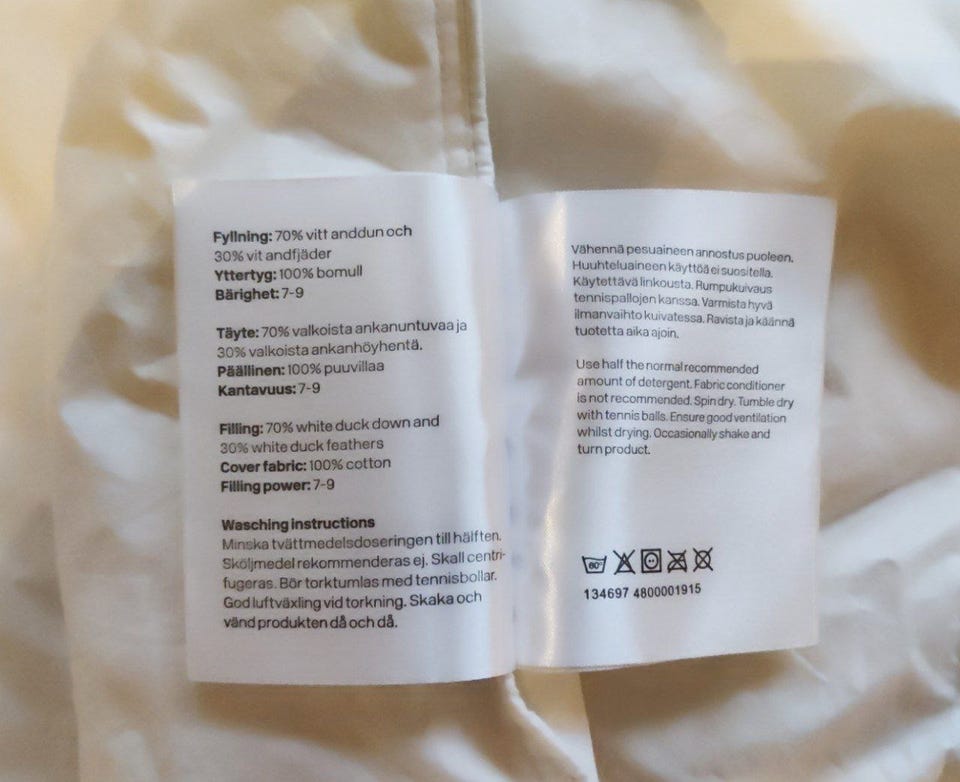 Fyllning: 70% vitt anddun och
30% vit andfjäder
Yttertyg: 100% bomull
Bärighet: 7-9
Täyte: 70% valkoista ankanuntuvaa ja
30% valkoista ankanhöyhentä.
Päällinen: 100% puuvillaa
Kantavuus: 7-9
Filling: 70% white duck down and
30% white duck feathers
Cover fabric: 100% cotton
Filling power: 7-9
Wasching instructions
Minska tvättmedelsdoseringen till hälften.
Sköljmedel rekommenderas ej. Skall centri-
fugeras. Bör torktumlas med tennisbollar.
God luftväxling vid torkning. Skaka och
vänd produkten då och då.
Vähennä pesuaineen annostus puoleen.
Huuhteluaineen käyttöä ei suositella.
Käytettävä linkousta. Rumpukuivaus
tennispallojen kanssa. Varmista hyvä
ilmanvaihto kuivatessa. Ravista ja käännä
tuotetta aika ajoin.
Use half the normal recommended
amount of detergent. Fabric conditioner
is not recommended. Spin dry. Tumble dry
with tennis balls. Ensure good ventilation
whilst drying. Occasionally shake and
turn product.
60°
134697 4800001915